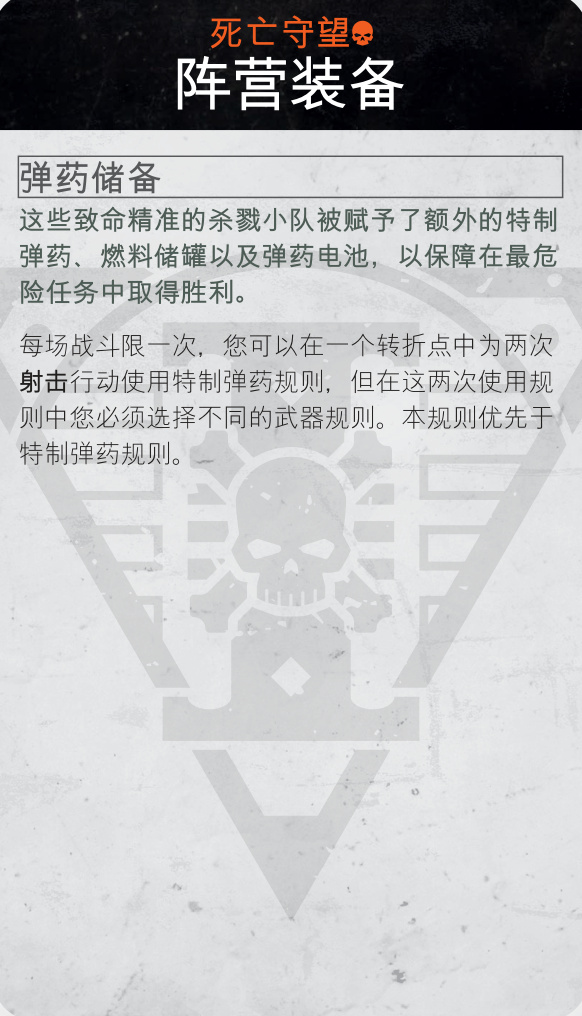 死亡守望
阵营装备
弹药储备
这些致命精准的杀戮小队被赋予了额外的特制
弹药、燃料储罐以及弹药电池，以保障在最危
险任务中取得胜利。
每场战斗限一次，您可以在一个转折点中为两次
射击行动使用特制弹药规则，但在这两次使用规
则中您必须选择不同的武器规则。本规则优先于
特制弹药规则。